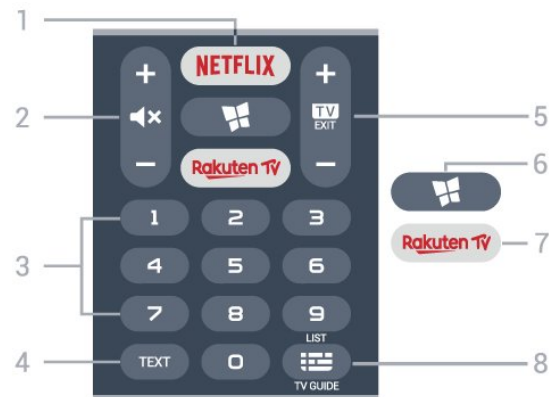 1
NETFLIX
+ +
2
TV
EXIT
5
6
- -
Rakuten TV
1 2 3
Rakuten TV
7
3
4 5 6
7 8 9
LIST
4
TEXT 0
8
TV GUIDE